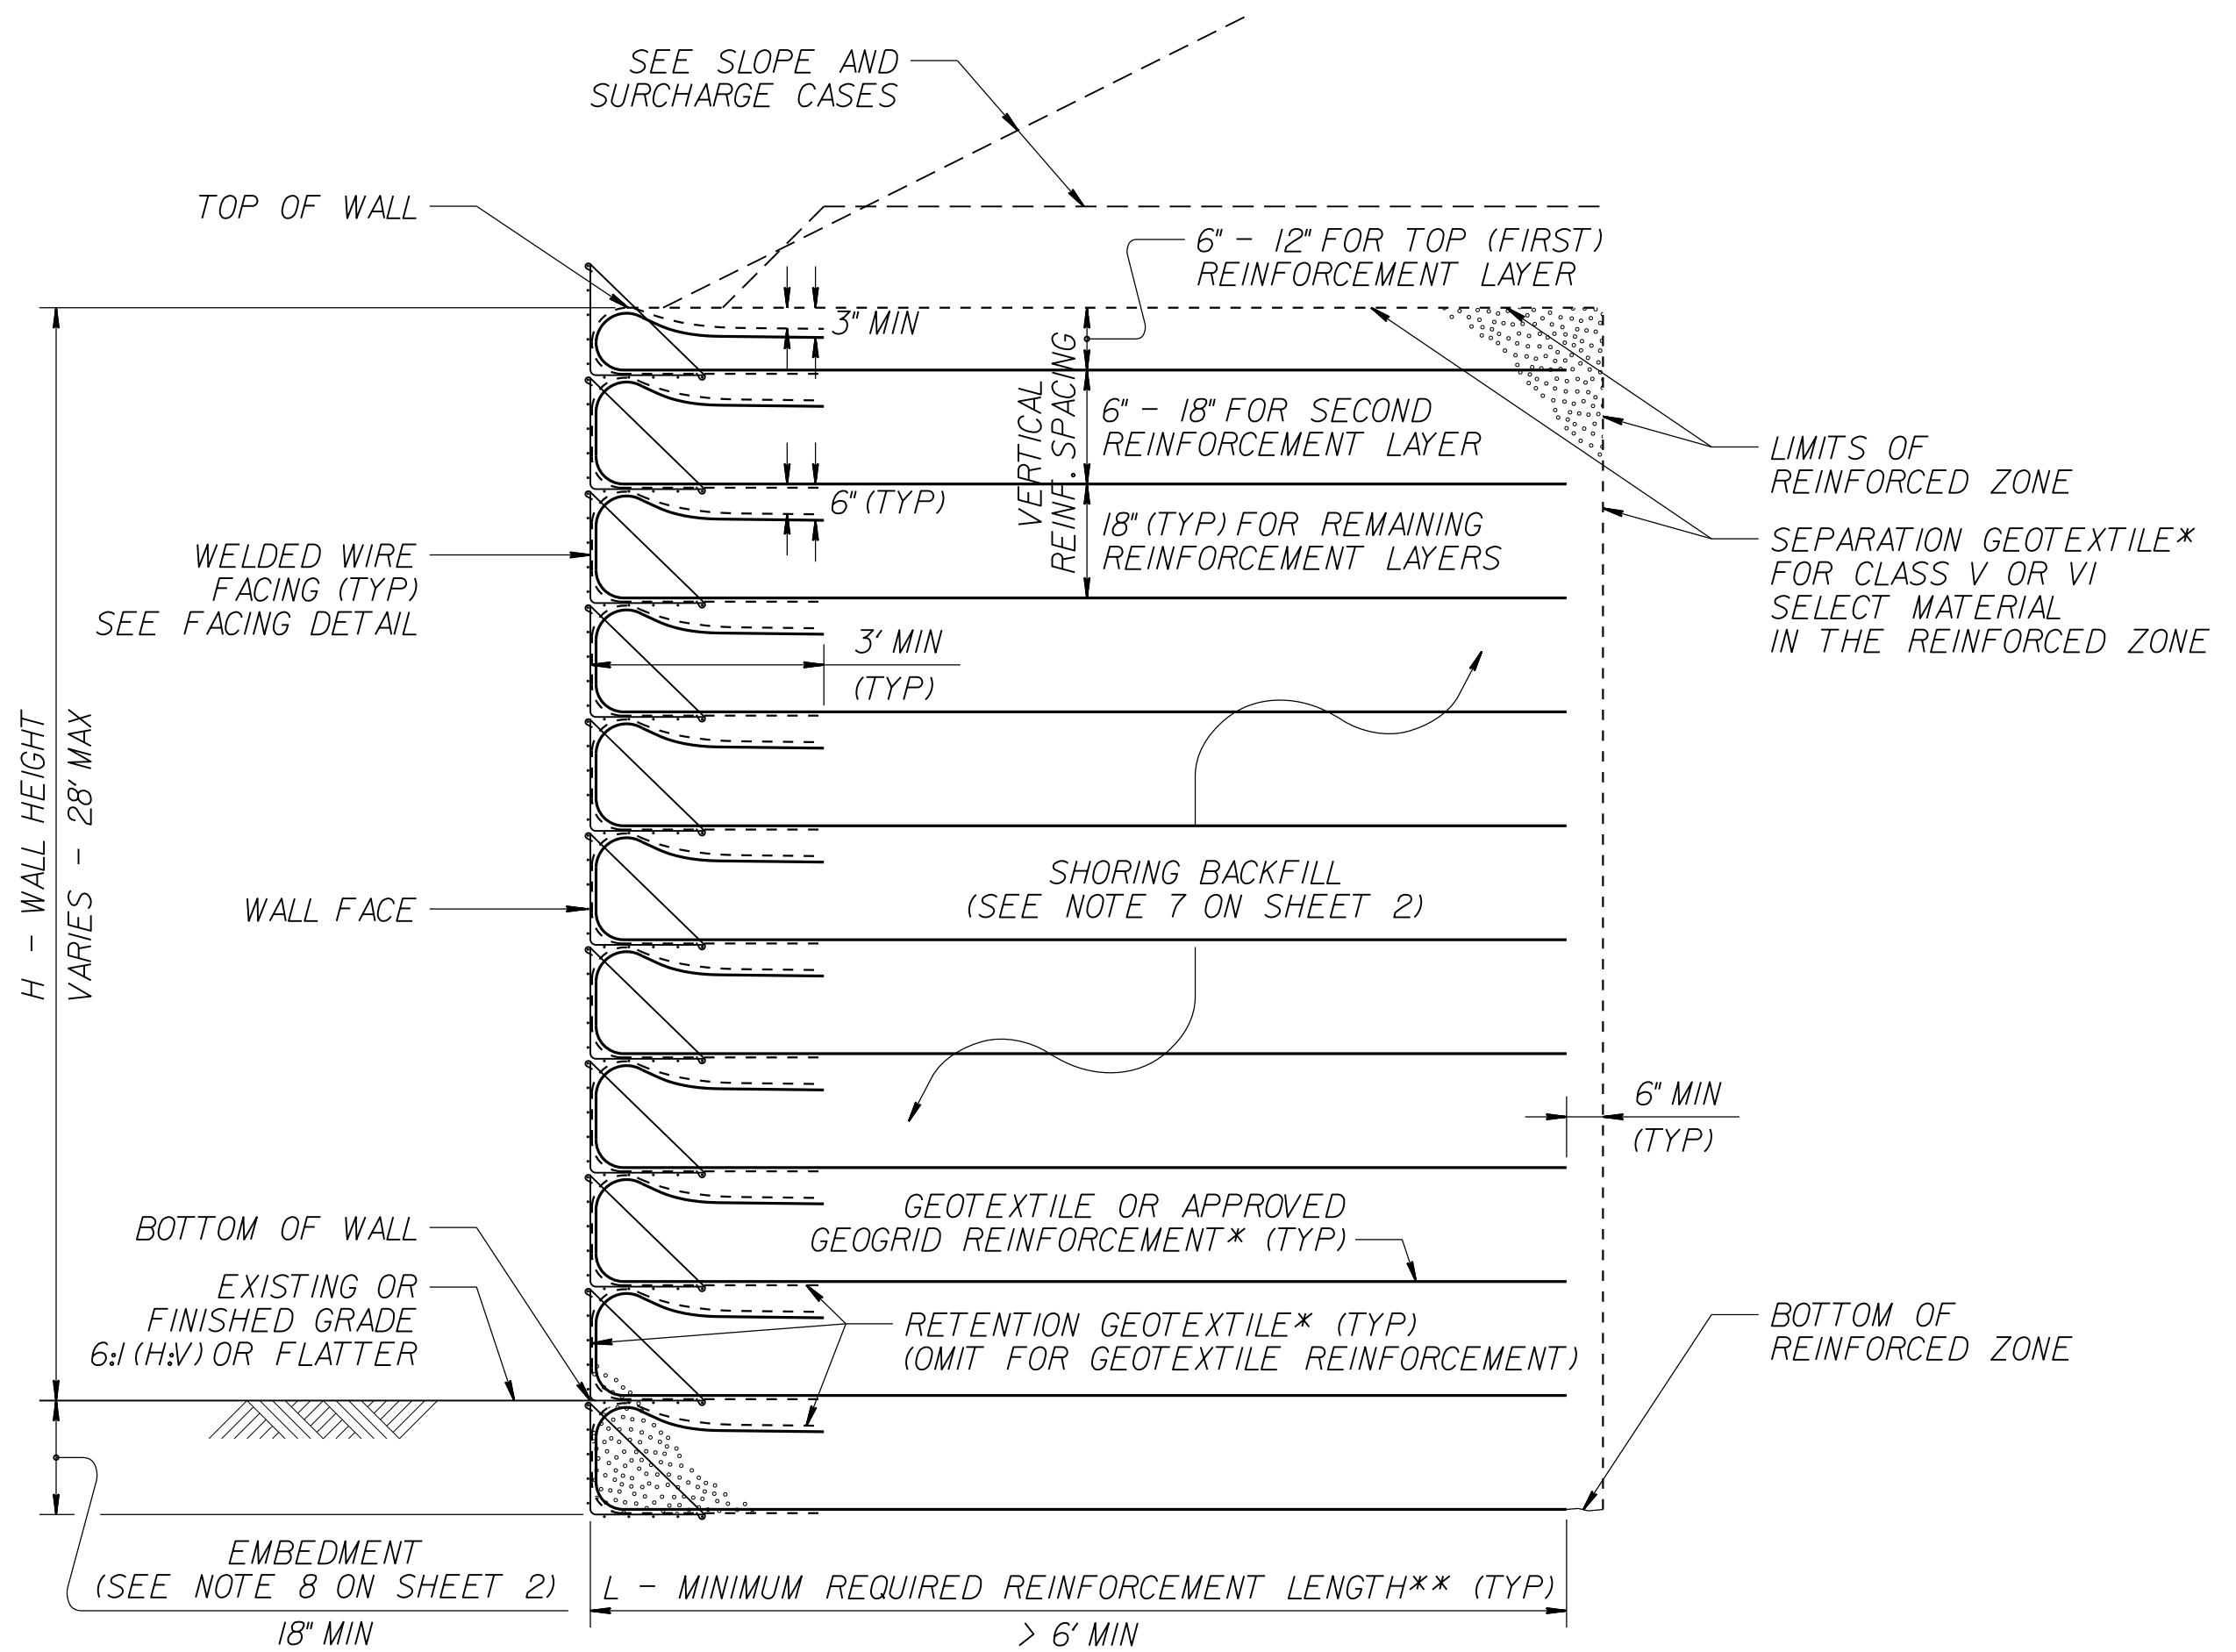 SEE SLOPE AND
SURCHARGE CASES
TOP OF WALL
6" - 12" FOR TOP (FIRST)
REINFORCEMENT LAYER
3" MIN
VERTICAL
REINF. SPACING
6" - 18" FOR SECOND
REINFORCEMENT LAYER
LIMITS OF
REINFORCED ZONE
6" (TYP)
18" (TYP) FOR REMAINING
REINFORCEMENT LAYERS
SEPARATION GEOTEXTILE*
FOR CLASS V OR VI
SELECT MATERIAL
IN THE REINFORCED ZONE
WELDED WIRE
FACING (TYP)
SEE FACING DETAIL
3' MIN
(TYP)
H - WALL HEIGHT
VARIES - 28' MAX
WALL FACE
SHORING BACKFILL
(SEE NOTE 7 ON SHEET 2)
6" MIN
(TYP)
BOTTOM OF WALL
GEOTEXTILE OR APPROVED
GEOGRID REINFORCEMENT* (TYP)
EXISTING OR
FINISHED GRADE
6:1 (H:V) OR FLATTER
RETENTION GEOTEXTILE* (TYP)
(OMIT FOR GEOTEXTILE REINFORCEMENT)
BOTTOM OF
REINFORCED ZONE
EMBEDMENT
(SEE NOTE 8 ON SHEET 2)
18" MIN
L - MINIMUM REQUIRED REINFORCEMENT LENGTH** (TYP)
> 6' MIN